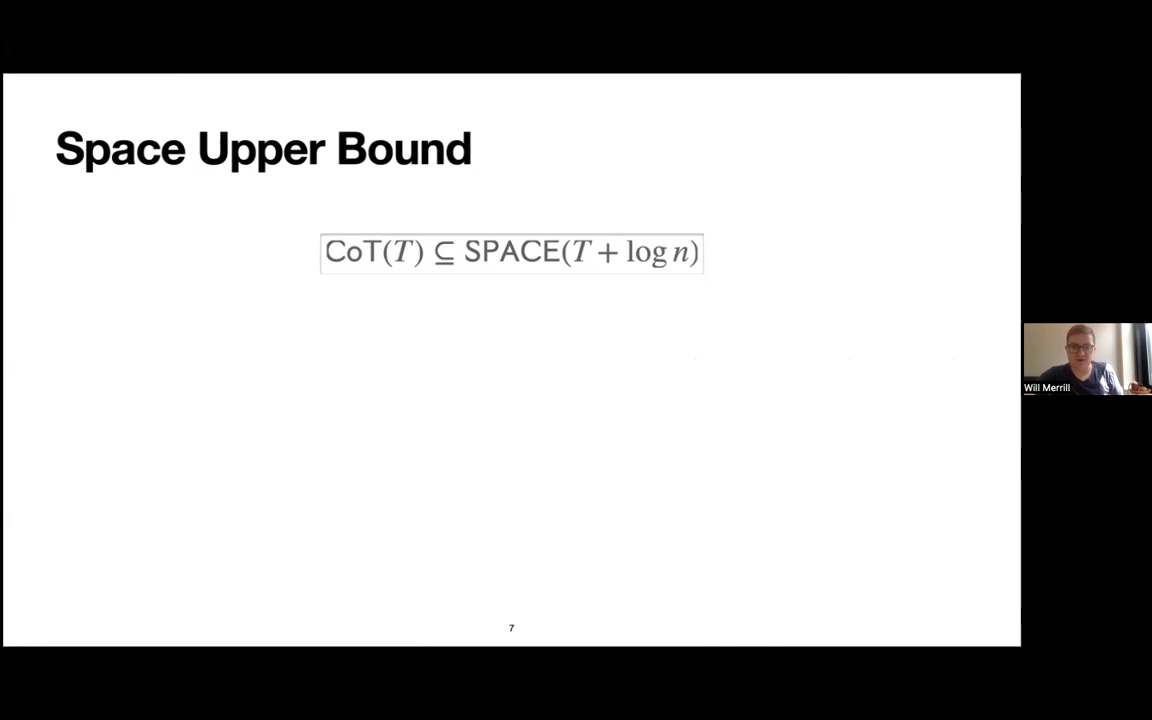 Space Upper Bound
CoT(T) ⊆ SPACE(T + log n)
Will Merrill
7